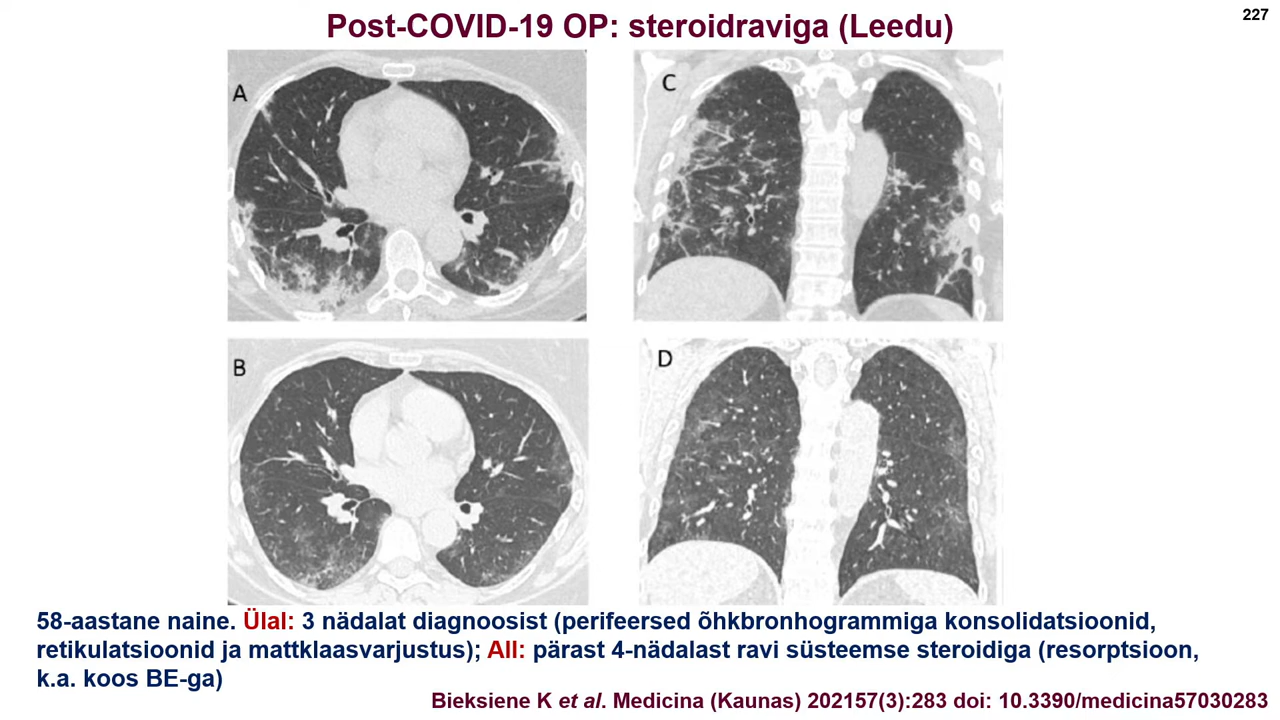 227
Post-COVID-19 OP: steroidraviga (Leedu)
A
C
B
D
58-aastane naine. Ülal: 3 nädalat diagnoosist (perifeersed õhkbronhogrammiga konsolidatsioonid,
retikulatsioonid ja mattklaasvarjustus); All: pärast 4-nädalast ravi süsteemse steroidiga (resorptsioon,
k.a. koos BE-ga)
Bieksiene K et al. Medicina (Kaunas) 202157(3):283 doi: 10.3390/medicina57030283